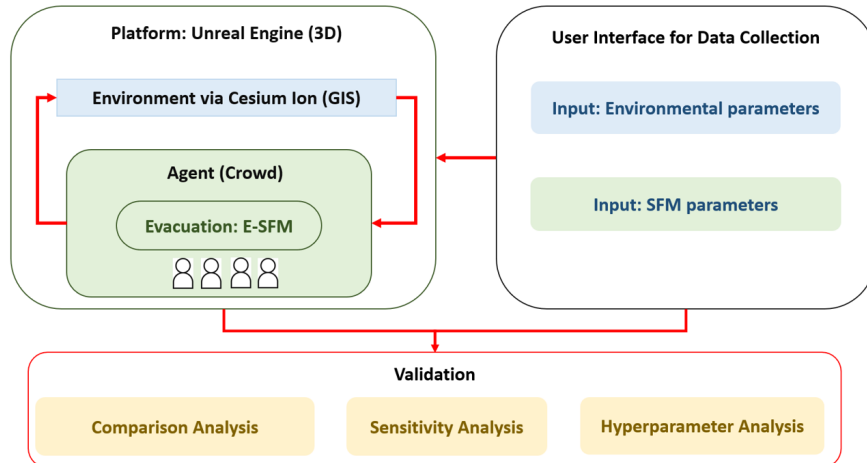 Platform: Unreal Engine (3D)
Environment via Cesium Ion (GIS)
Agent (Crowd)
Evacuation: E-SFM
User Interface for Data Collection
Input: Environmental parameters
Input: SFM parameters
Validation
Comparison Analysis
Sensitivity Analysis
Hyperparameter Analysis